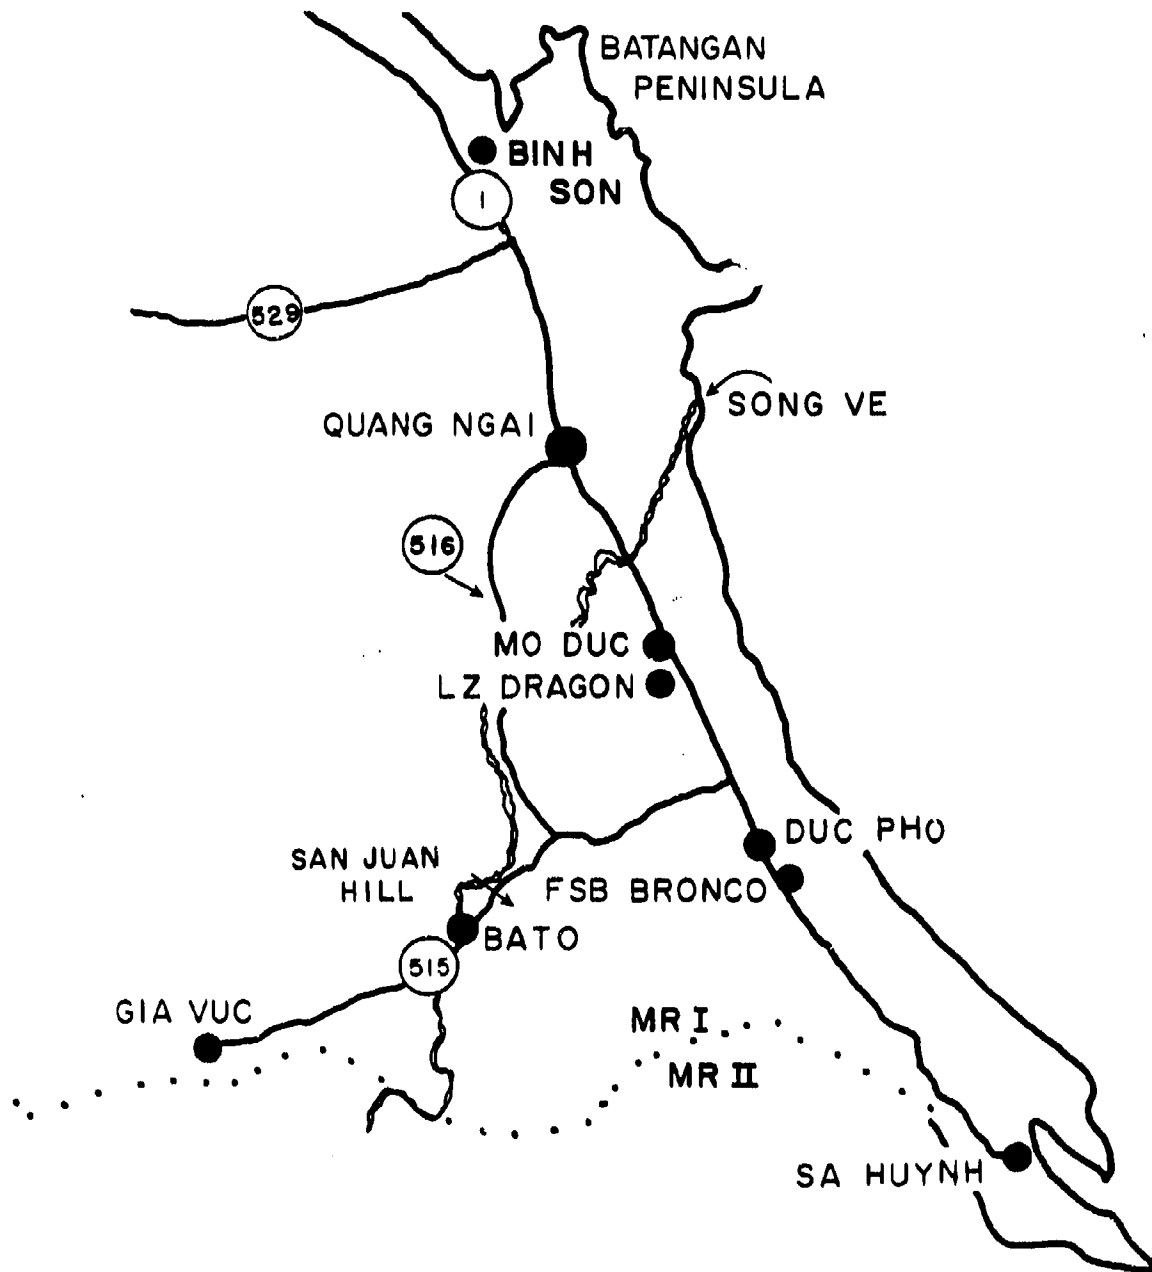 BATANGAN
PENINSULA
BINH
SON
1
529
SONG VE
QUANG NGAI
516
MO DUC
LZ DRAGON
DUC PHO
SAN JUAN
HILL
FSB BRONCO
BATO
515
GIA VUC
MR I
MR II
SA HUYNH